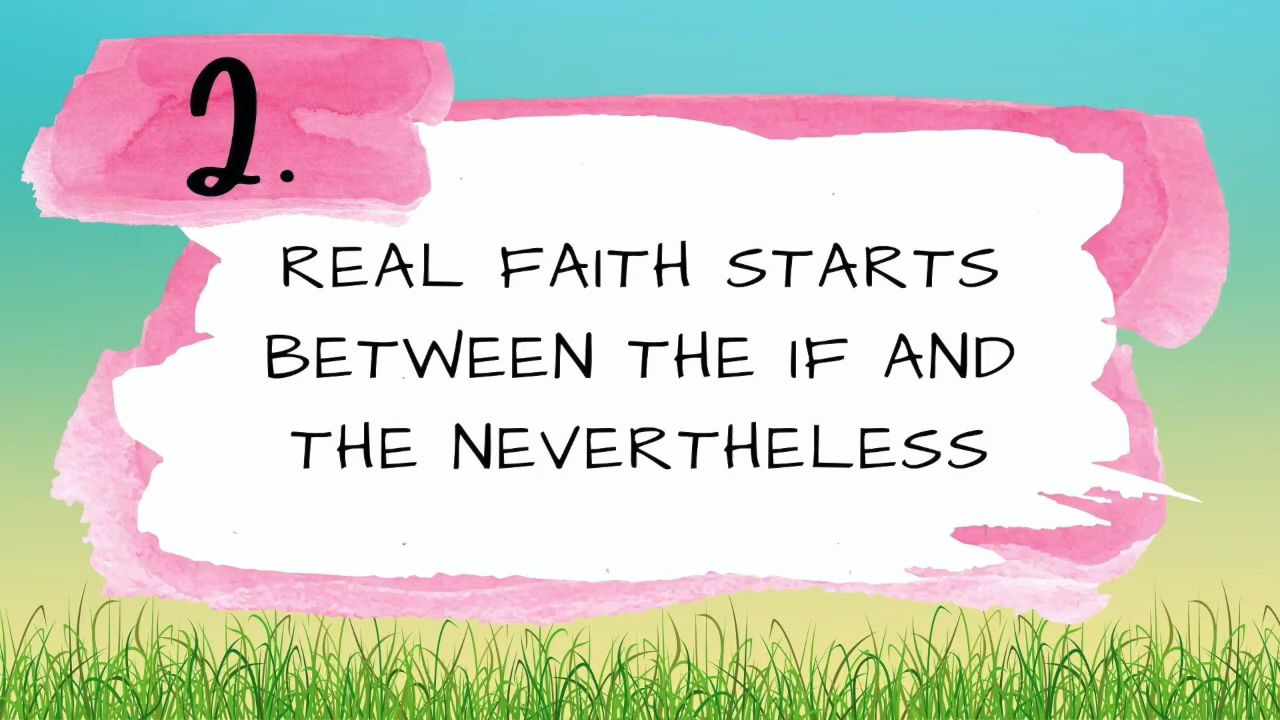 2.
REAL FAITH STARTS
BETWEEN THE IF AND
THE NEVERTHELESS